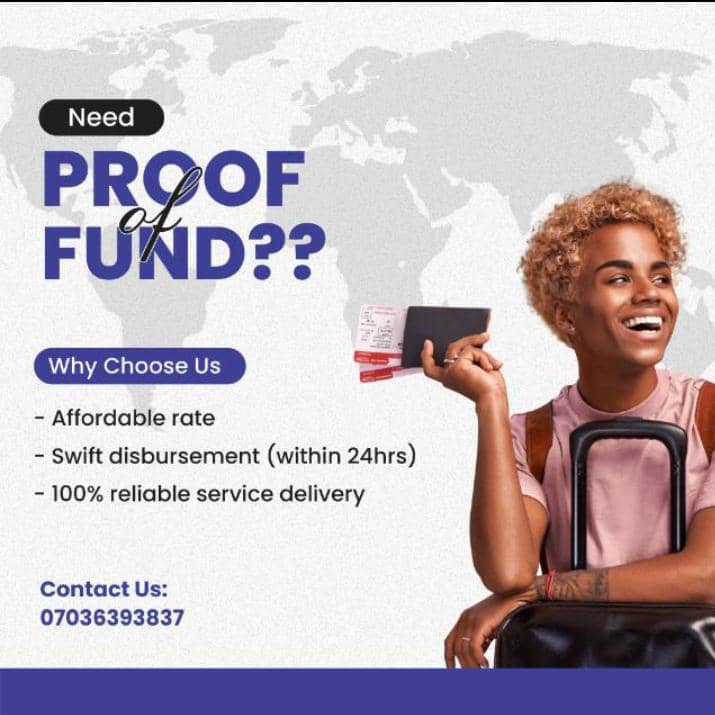 Need
PROOF
of
FUND??
Why Choose Us
- Affordable rate
- Swift disbursement (within 24hrs)
- 100% reliable service delivery
Contact Us:
07036393837